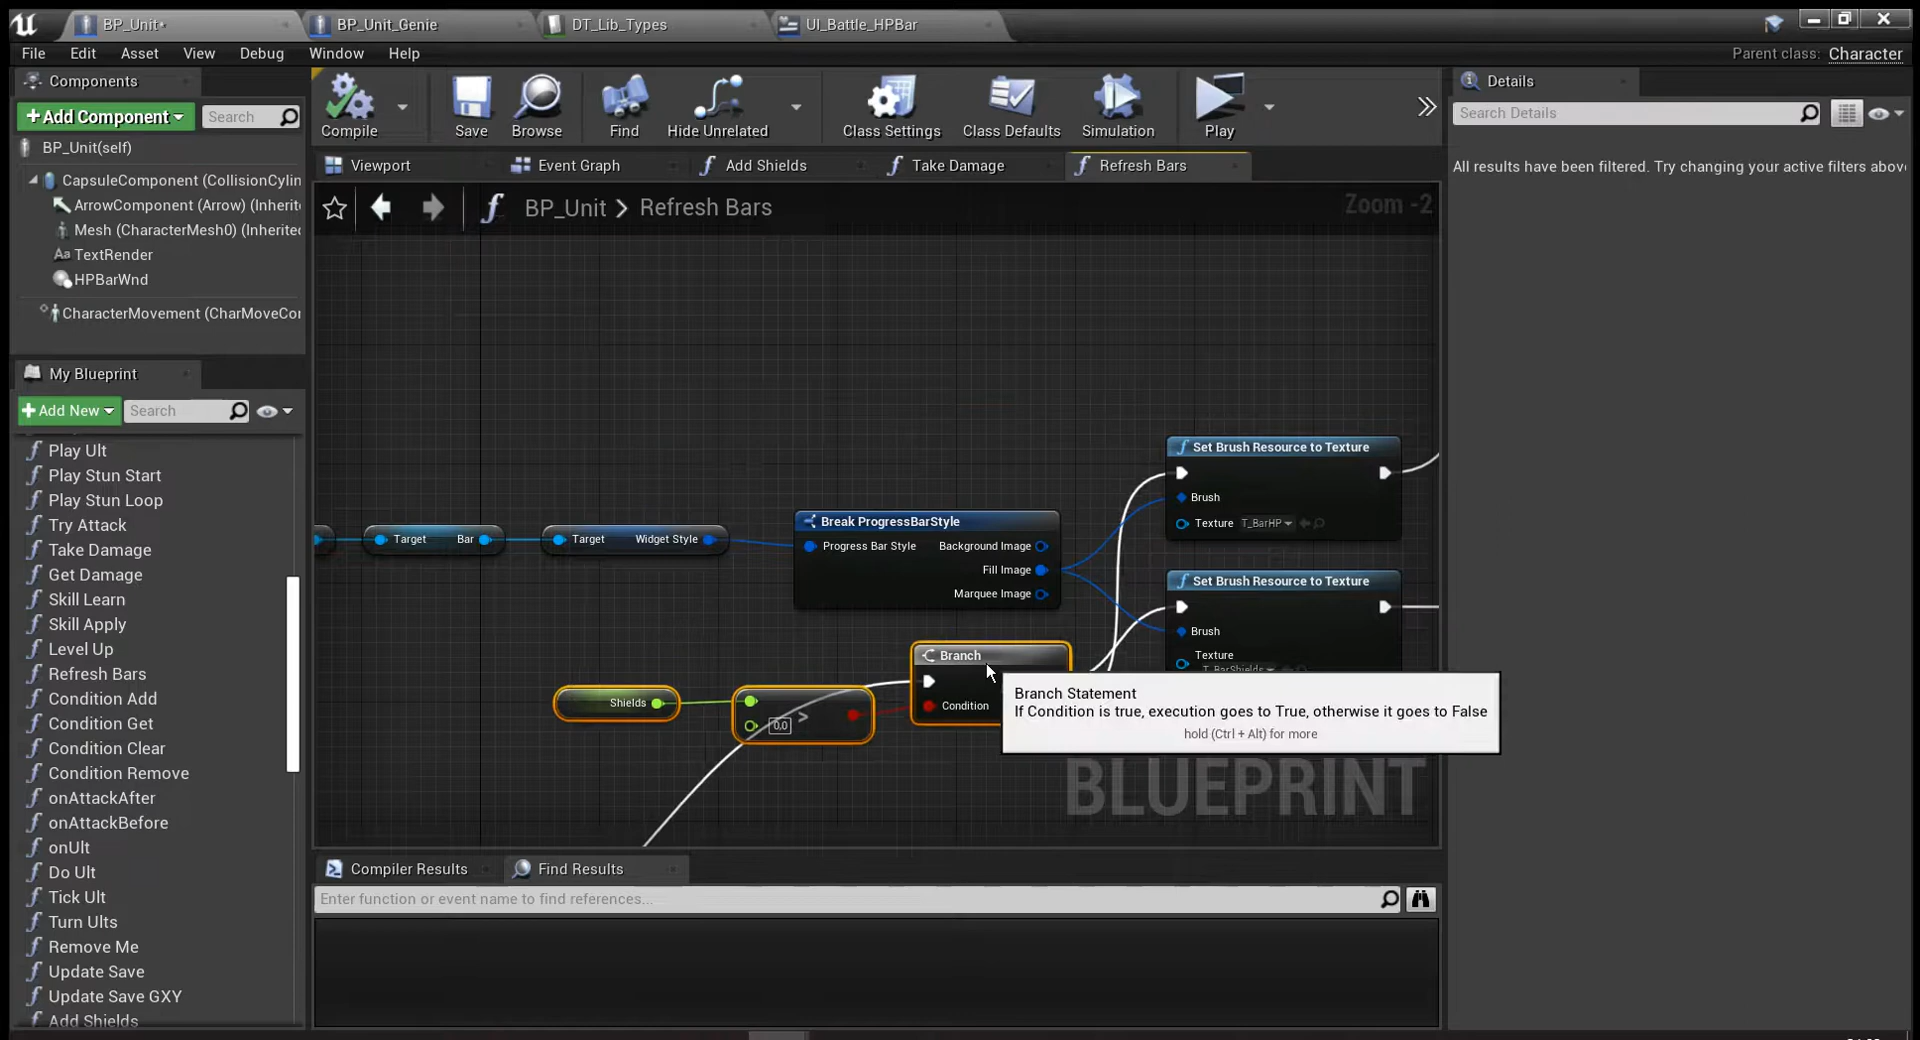 BP_Unit•
BP_Unit_Genie
DT_Lib_Types
UI_Battle_HPBar
File Edit Asset View Debug Window Help
Parent class: Character
Components
+Add Component
Search
BP_Unit(self)
CapsuleComponent (CollisionCylin
ArrowComponent (Arrow) (Inherite
Mesh (CharacterMesh0) (Inherited
Aa TextRender
HPBarWnd
CharacterMovement (CharMoveCor
My Blueprint
+Add New
Search
Play Ult
Play Stun Start
Play Stun Loop
Try Attack
Take Damage
Get Damage
Skill Learn
Skill Apply
Level Up
Refresh Bars
Condition Add
Condition Get
Condition Clear
Condition Remove
onAttackAfter
onAttackBefore
onUlt
Do Ult
Tick Ult
Turn Ults
Remove Me
Update Save
Update Save GXY
Add Shields
Compile
Save
Browse
Find
Hide Unrelated
Class Settings
Class Defaults
Simulation
Play
Viewport
Event Graph
Add Shields
Take Damage
Refresh Bars
BP_Unit > Refresh Bars
Zoom -2
Target Bar
Target Widget Style
Break ProgressBarStyle
Progress Bar Style Background Image
Fill Image
Marquee Image
Set Brush Resource to Texture
Brush
Texture T_BarHP
Set Brush Resource to Texture
Brush
Texture
T_BarShields
Shields
0,0 >
Branch
Condition
Branch Statement
If Condition is true, execution goes to True, otherwise it goes to False
hold (Ctrl + Alt) for more
BLUEPRINT
Compiler Results
Find Results
Enter function or event name to find references...
Details
Search Details
All results have been filtered. Try changing your active filters abov